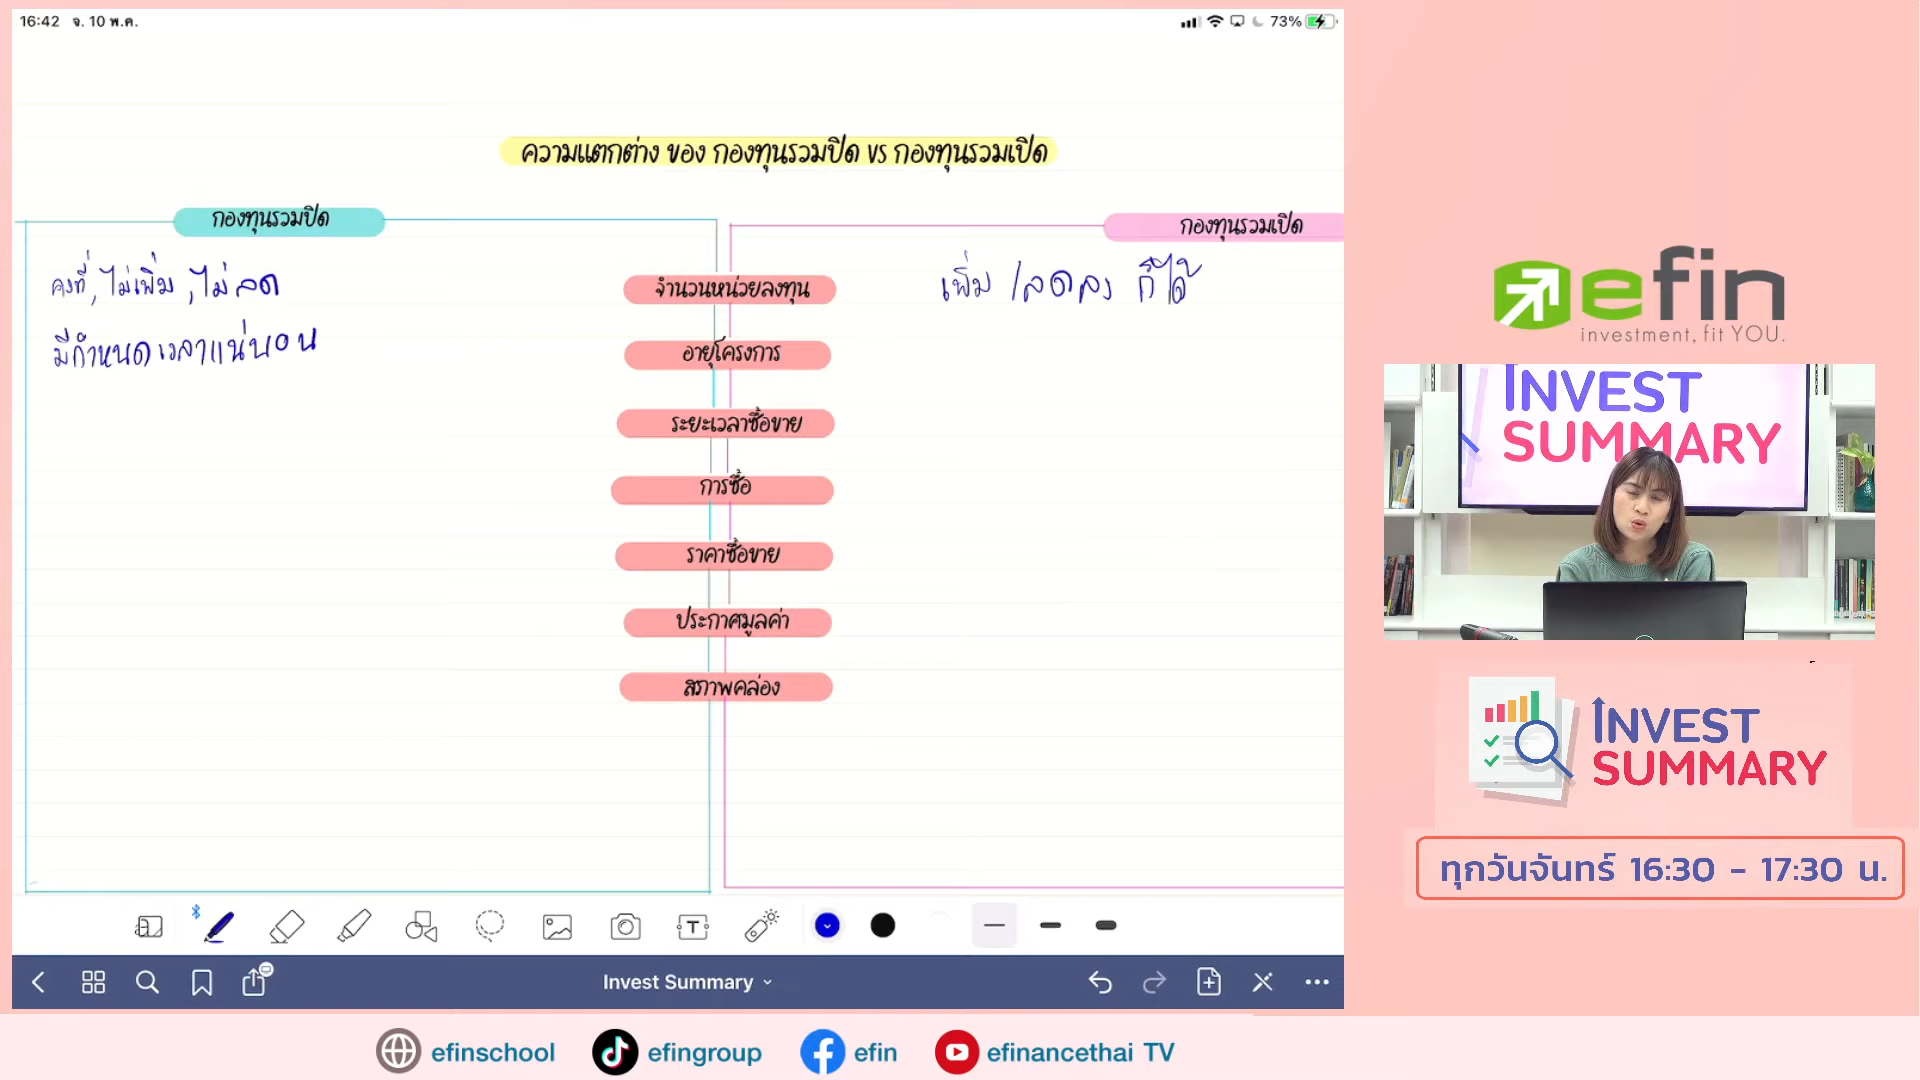 16:42 จ. 10 พ.ค.
73%
ความแตกต่าง ของ กองทุนรวมปิด vs กองทุนรวมเปิด
กองทุนรวมปิด
กองทุนรวมเปิด
คงที่, ไม่เพิ่ม, ไม่ลด
จำนวนหน่วยลงทุน
เพิ่ม / ลดลง ก็ได้
มีกำหนดเวลาแน่นอน
อายุโครงการ
ระยะเวลาซื้อขาย
การซื้อ
ราคาซื้อขาย
ประกาศมูลค่า
สภาพคล่อง
Invest Summary
efin
investment, fit YOU.
INVEST
SUMMARY
INVEST
SUMMARY
ทุกวันจันทร์ 16:30 - 17:30 น.
efinschool
efingroup
efin
efinancethai TV